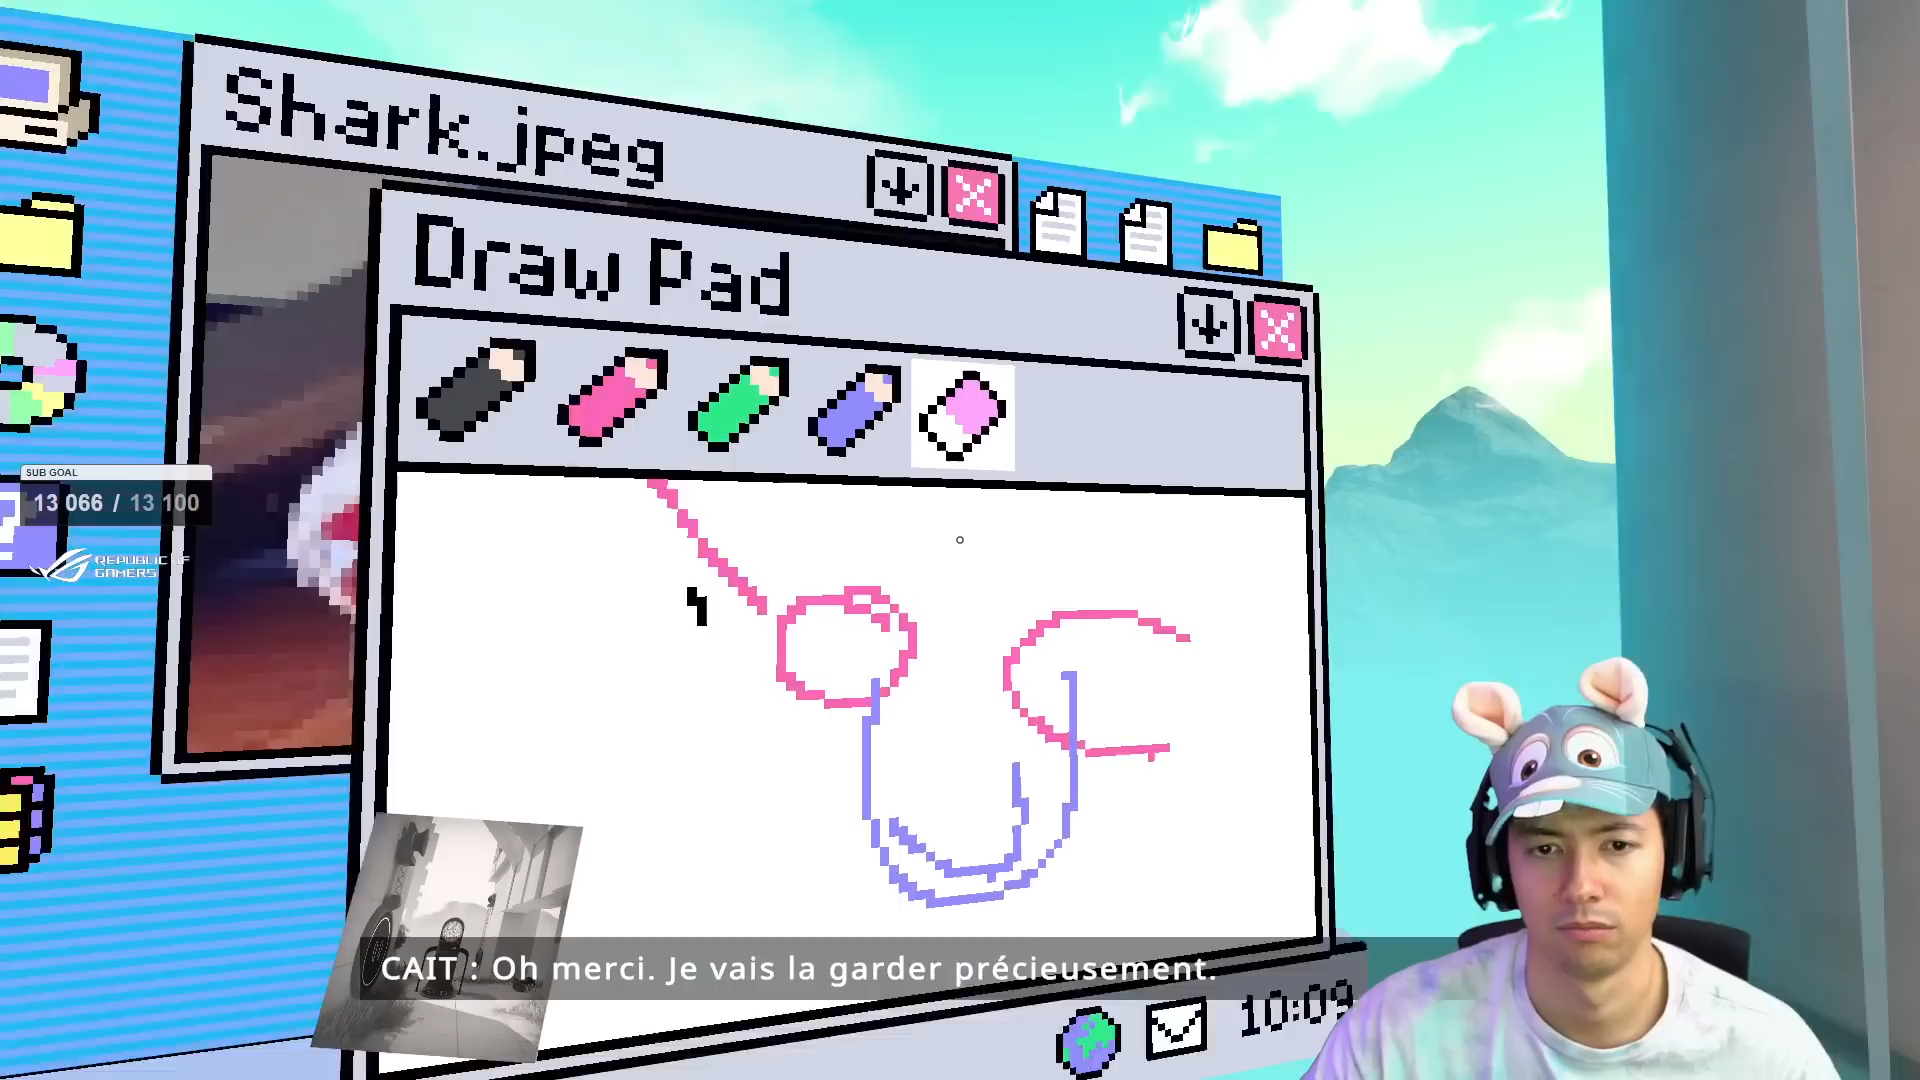 Shark.jpeg
Draw Pad
SUB GOAL
13 066 / 13 100
REPUBLIC OF
GAMERS
CAIT : Oh merci. Je vais la garder précieusement.
10:09